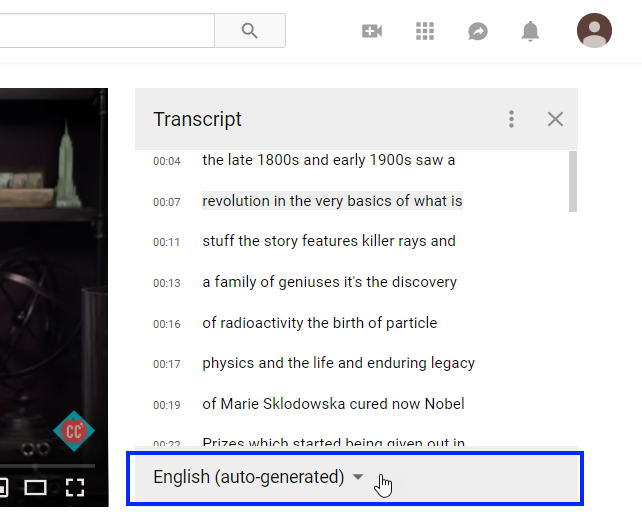 Transcript
00:04 the late 1800s and early 1900s saw a
00:07 revolution in the very basics of what is
00:11 stuff the story features killer rays and
00:13 a family of geniuses it's the discovery
00:16 of radioactivity the birth of particle
00:17 physics and the life and enduring legacy
00:19 of Marie Sklodowska cured now Nobel
00:22 Prizes which started being given out in
CC
English (auto-generated)